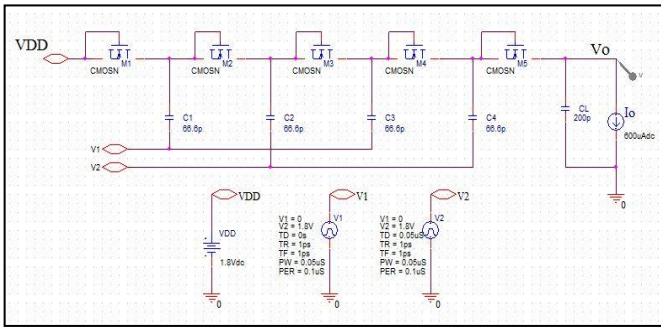 VDD
Vo
M1
M2
M3
M4
M5
CMOSN
CMOSN
CMOSN
CMOSN
CMOSN
V
C1
66.6p
C2
66.6p
C3
66.6p
C4
66.6p
CL
200p
Io
600uAdc
V1
V2
0
VDD
V1
V2
VDD
1.8Vdc
0
V1 = 0
V2 = 1.8V
TD = 0s
TR = 1ps
TF = 1ps
PW = 0.05uS
PER = 0.1uS
V1
0
V1 = 0
V2 = 1.8V
TD = 0.05uS
TR = 1ps
TF = 1ps
PW = 0.05uS
PER = 0.1uS
V2
0